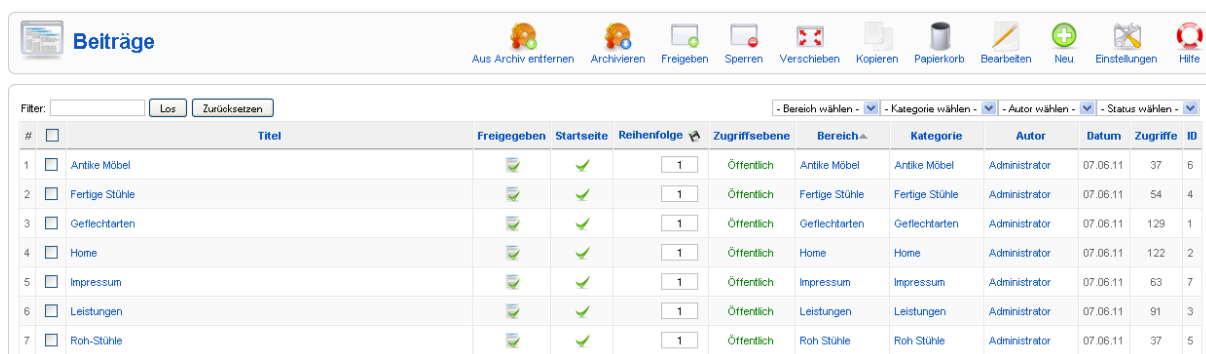 Beiträge
Aus Archiv entfernen Archivieren Freigeben Sperren Verschieben Kopieren Papierkorb Bearbeiten Neu Einstellungen Hilfe
Filter: Los Zurücksetzen - Bereich wählen - - Kategorie wählen - - Autor wählen - - Status wählen -
# Titel Freigegeben Startseite Reihenfolge Zugriffsebene Bereich Kategorie Autor Datum Zugriffe ID
1 Antike Möbel 1 Öffentlich Antike Möbel Antike Möbel Administrator 07.06.11 37 6
2 Fertige Stühle 1 Öffentlich Fertige Stühle Fertige Stühle Administrator 07.06.11 54 4
3 Geflechtarten 1 Öffentlich Geflechtarten Geflechtarten Administrator 07.06.11 129 1
4 Home 1 Öffentlich Home Home Administrator 07.06.11 122 2
5 Impressum 1 Öffentlich Impressum Impressum Administrator 07.06.11 63 7
6 Leistungen 1 Öffentlich Leistungen Leistungen Administrator 07.06.11 91 3
7 Roh-Stühle 1 Öffentlich Roh Stühle Roh Stühle Administrator 07.06.11 37 5